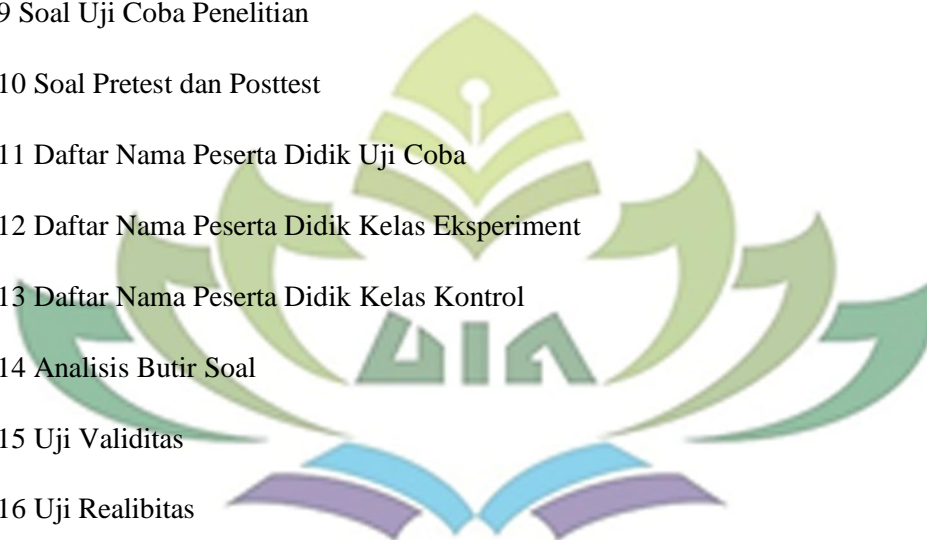 9 Soal Uji Coba Penelitian
10 Soal Pretest dan Posttest
11 Daftar Nama Peserta Didik Uji Coba
12 Daftar Nama Peserta Didik Kelas Eksperiment
13 Daftar Nama Peserta Didik Kelas Kontrol
UIN
14 Analisis Butir Soal
15 Uji Validitas
16 Uji Realibitas